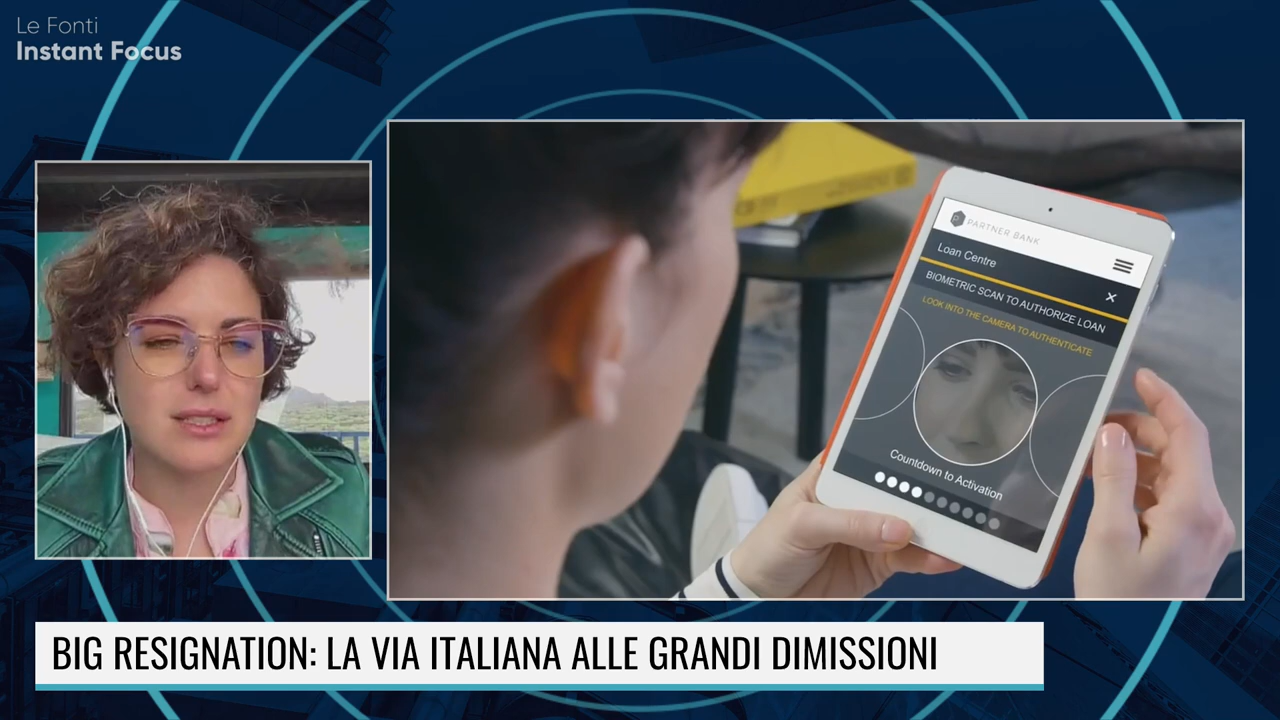 Le Fonti
Instant Focus
PARTNER BANK
Loan Centre
BIOMETRIC SCAN TO AUTHORIZE LOAN
LOOK INTO THE CAMERA TO AUTHENTICATE
Countdown to Activation
BIG RESIGNATION: LA VIA ITALIANA ALLE GRANDI DIMISSIONI